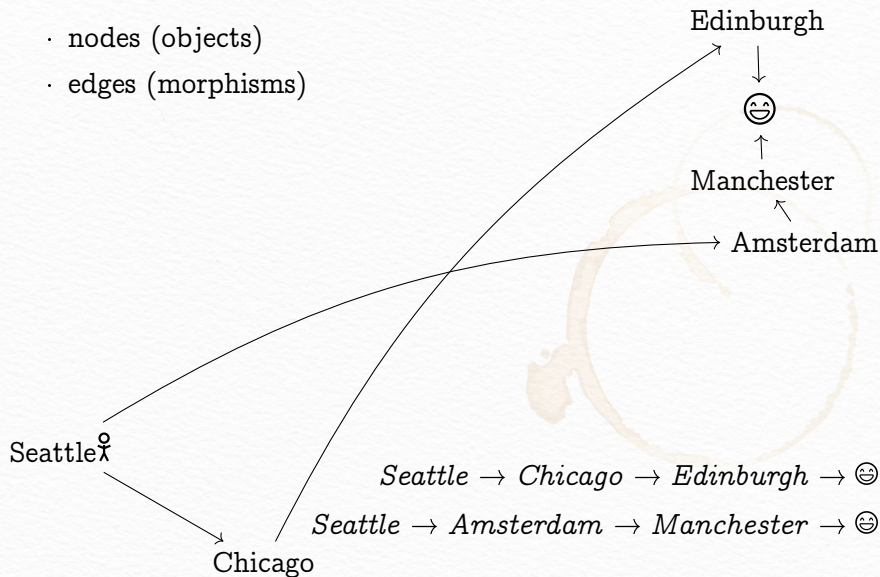 · nodes (objects)
· edges (morphisms)
Edinburgh
😄
Manchester
Amsterdam
Seattle
Chicago
Seattle → Chicago → Edinburgh → 😄
Seattle → Amsterdam → Manchester → 😄